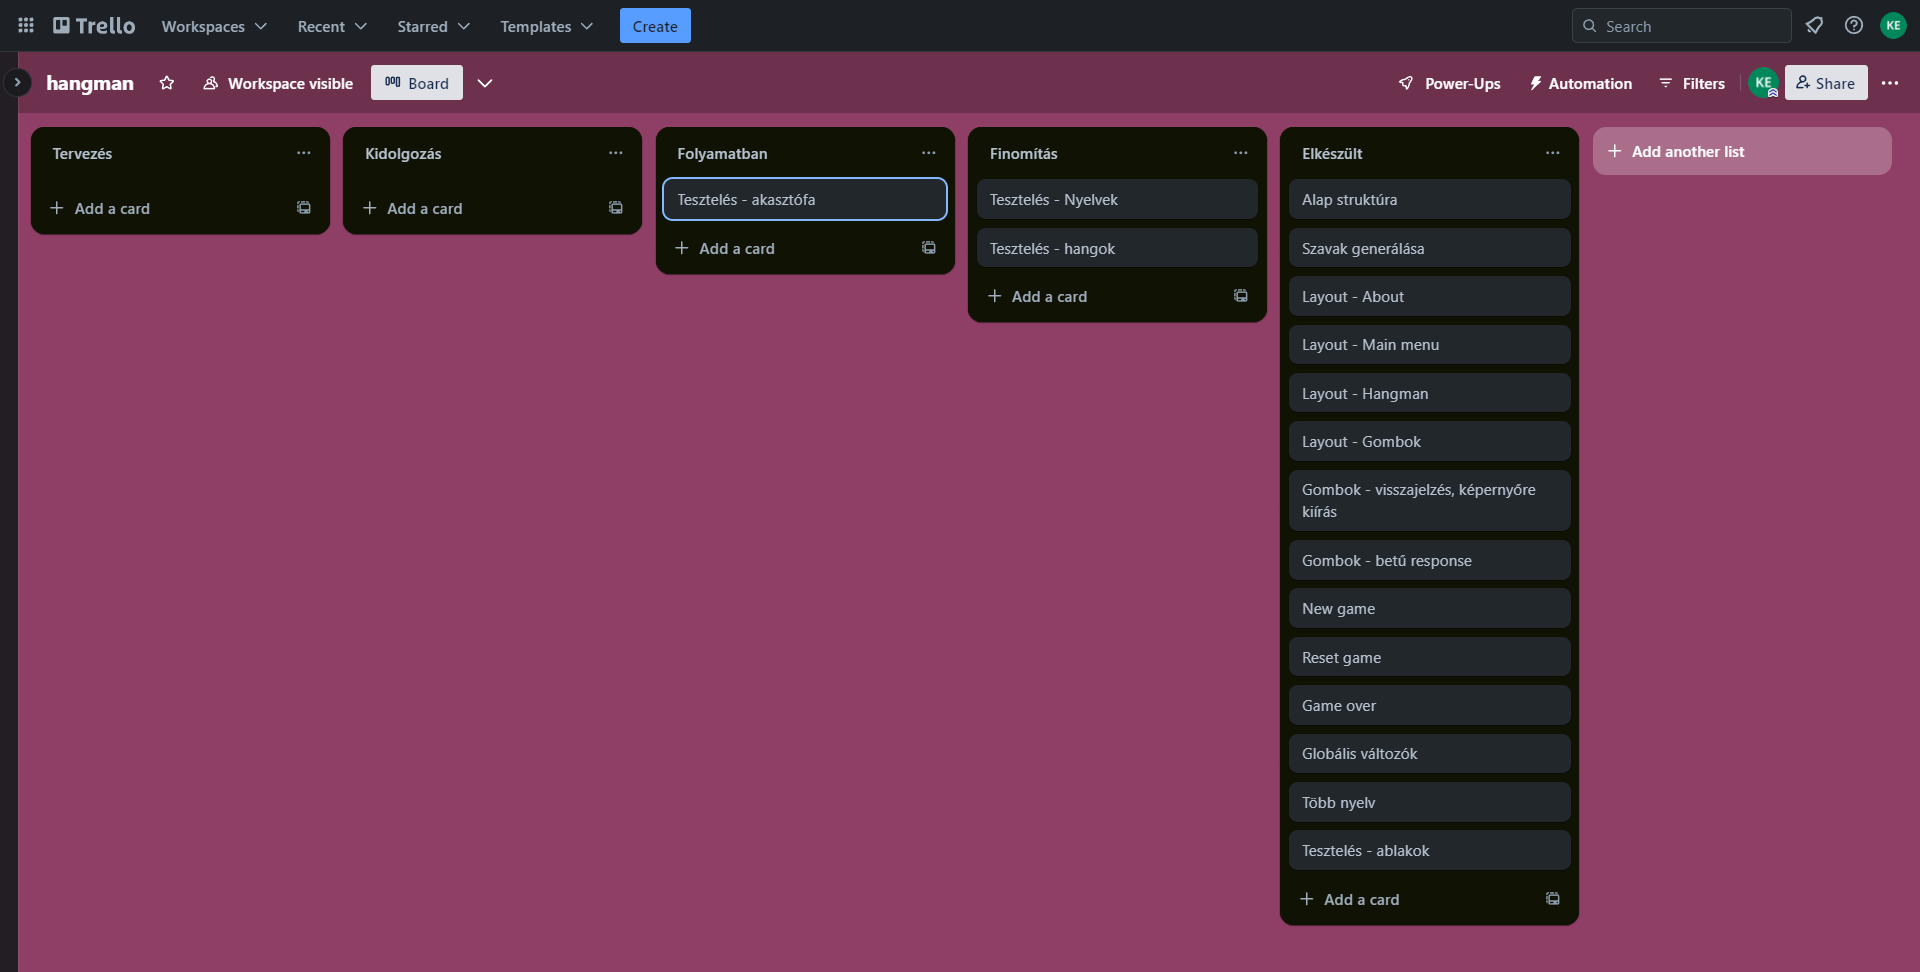 Trello Workspaces Recent Starred Templates Create Search KE
hangman Workspace visible Board Power-Ups Automation Filters KE Share
Tervezés
Add a card
Kidolgozás
Add a card
Folyamatban
Tesztelés - akasztófa
Add a card
Finomítás
Tesztelés - Nyelvek
Tesztelés - hangok
Add a card
Elkészült
Alap struktúra
Szavak generálása
Layout - About
Layout - Main menu
Layout - Hangman
Layout - Gombok
Gombok - visszajelzés, képernyőre
kiírás
Gombok - betű response
New game
Reset game
Game over
Globális változók
Több nyelv
Tesztelés - ablakok
Add a card
Add another list